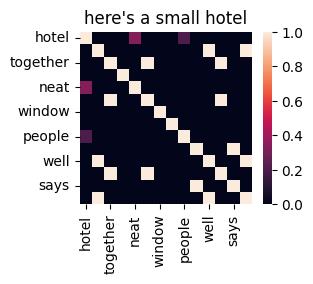 here's a small hotel
hotel
together
neat
window
people
well
says
1.0
0.8
0.6
0.4
0.2
0.0
hotel
together
neat
window
people
well
says